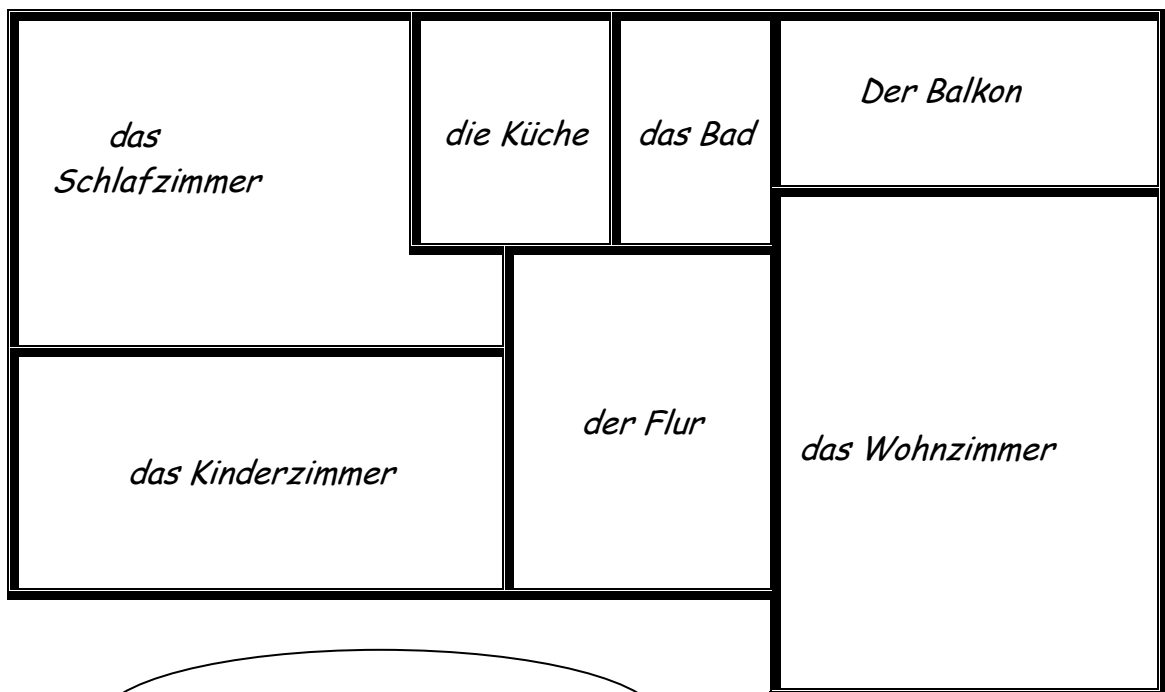 das
Schlafzimmer
die Küche
das Bad
Der Balkon
das Kinderzimmer
der Flur
das Wohnzimmer